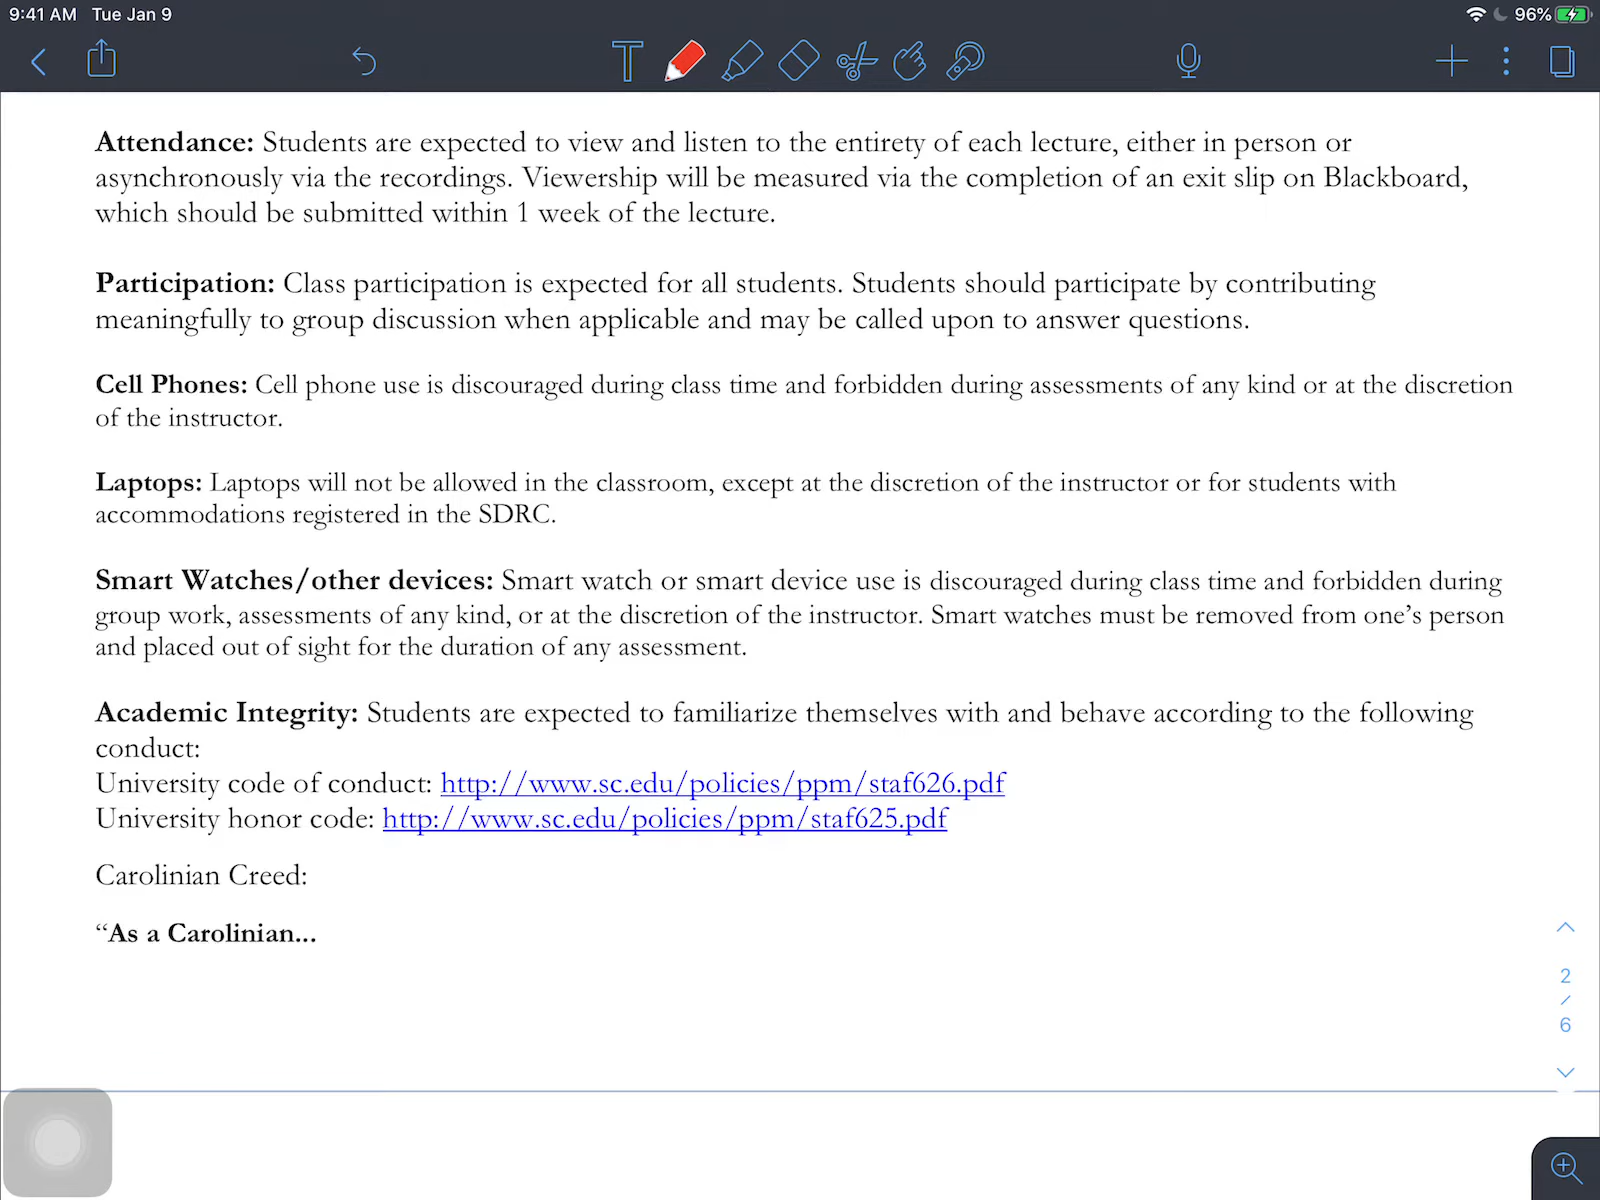 9:41 AM Tue Jan 9
96%
Attendance: Students are expected to view and listen to the entirety of each lecture, either in person or
asynchronously via the recordings. Viewership will be measured via the completion of an exit slip on Blackboard,
which should be submitted within 1 week of the lecture.
Participation: Class participation is expected for all students. Students should participate by contributing
meaningfully to group discussion when applicable and may be called upon to answer questions.
Cell Phones: Cell phone use is discouraged during class time and forbidden during assessments of any kind or at the discretion
of the instructor.
Laptops: Laptops will not be allowed in the classroom, except at the discretion of the instructor or for students with
accommodations registered in the SDRC.
Smart Watches/other devices: Smart watch or smart device use is discouraged during class time and forbidden during
group work, assessments of any kind, or at the discretion of the instructor. Smart watches must be removed from one’s person
and placed out of sight for the duration of any assessment.
Academic Integrity: Students are expected to familiarize themselves with and behave according to the following
conduct:
University code of conduct: http://www.sc.edu/policies/ppm/staf626.pdf
University honor code: http://www.sc.edu/policies/ppm/staf625.pdf
Carolinian Creed:
“As a Carolinian...
2
/
6